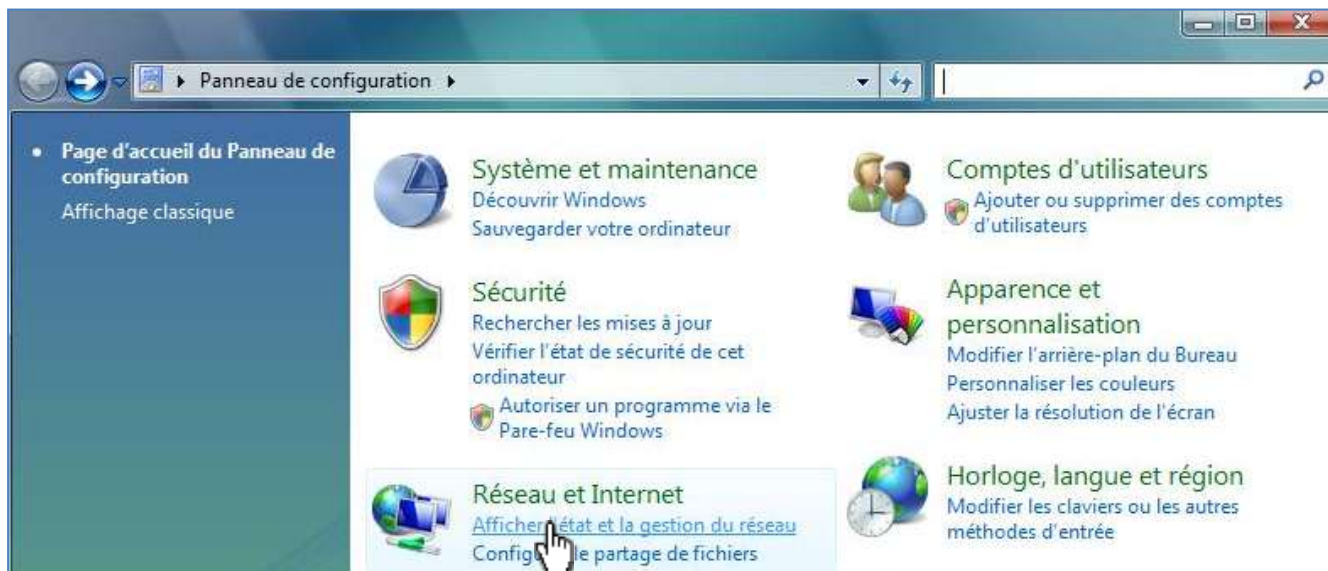 Panneau de configuration
Page d'accueil du Panneau de
configuration
Affichage classique
Système et maintenance
Découvrir Windows
Sauvegarder votre ordinateur
Sécurité
Rechercher les mises à jour
Vérifier l'état de sécurité de cet
ordinateur
Autoriser un programme via le
Pare-feu Windows
Réseau et Internet
Afficher l'état et la gestion du réseau
le partage de fichiers
Comptes d'utilisateurs
Ajouter ou supprimer des comptes
d'utilisateurs
Apparence et
personnalisation
Modifier l'arrière-plan du Bureau
Personnaliser les couleurs
Ajuster la résolution de l'écran
Horloge, langue et région
Modifier les claviers ou les autres
méthodes d'entrée